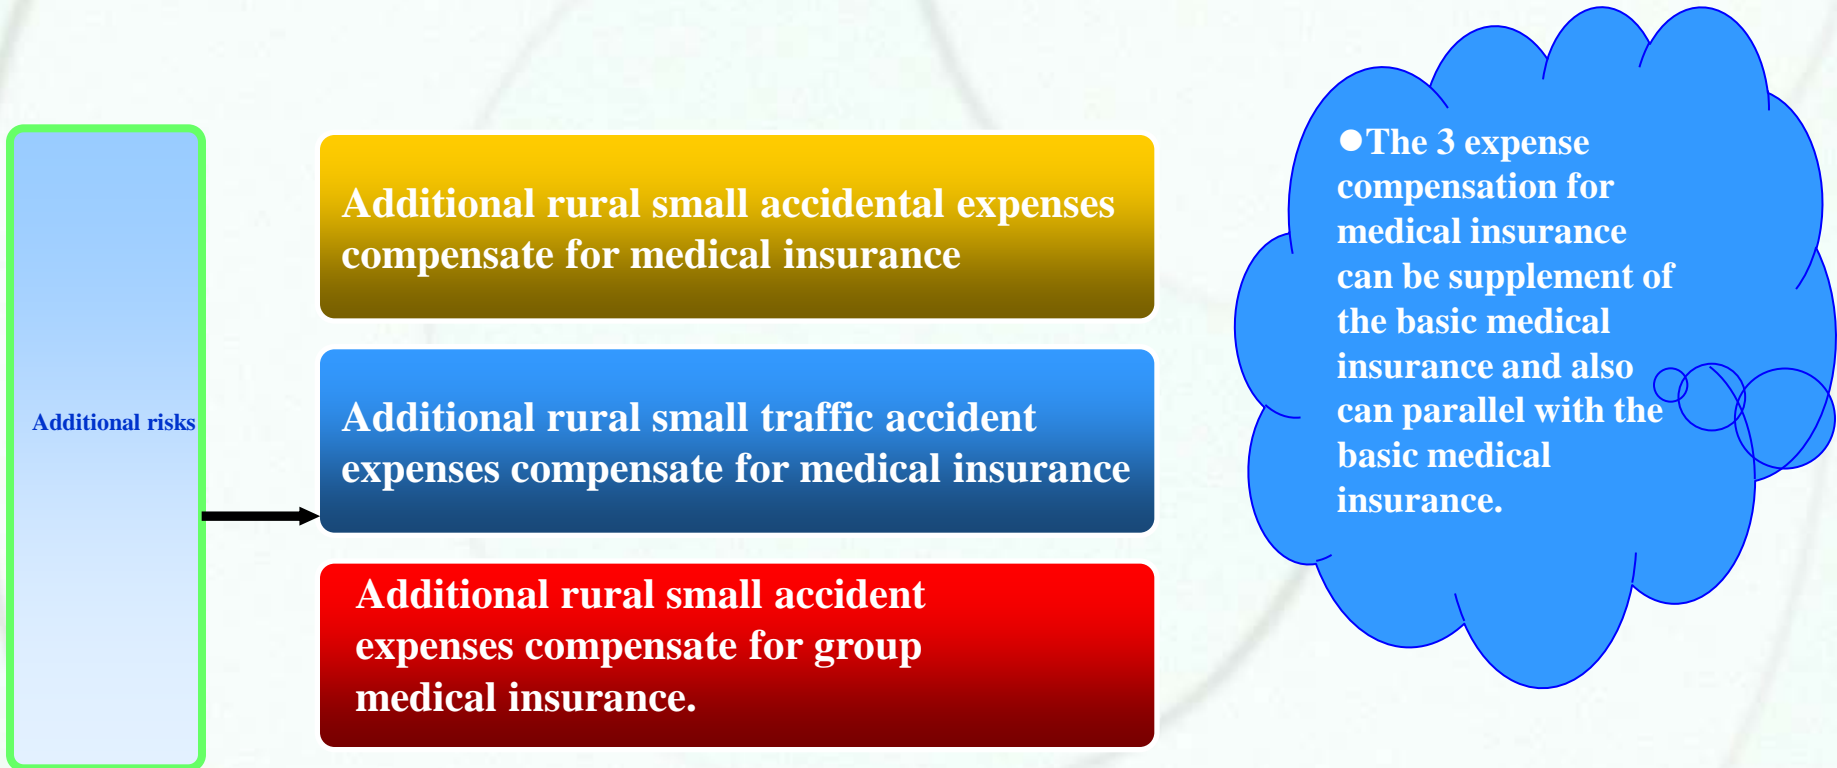 Additional risks
Additional rural small accidental expenses
compensate for medical insurance
Additional rural small traffic accident
expenses compensate for medical insurance
Additional rural small accident
expenses compensate for group
medical insurance.
●The 3 expense
compensation for
medical insurance
can be supplement of
the basic medical
insurance and also
can parallel with the
basic medical
insurance.